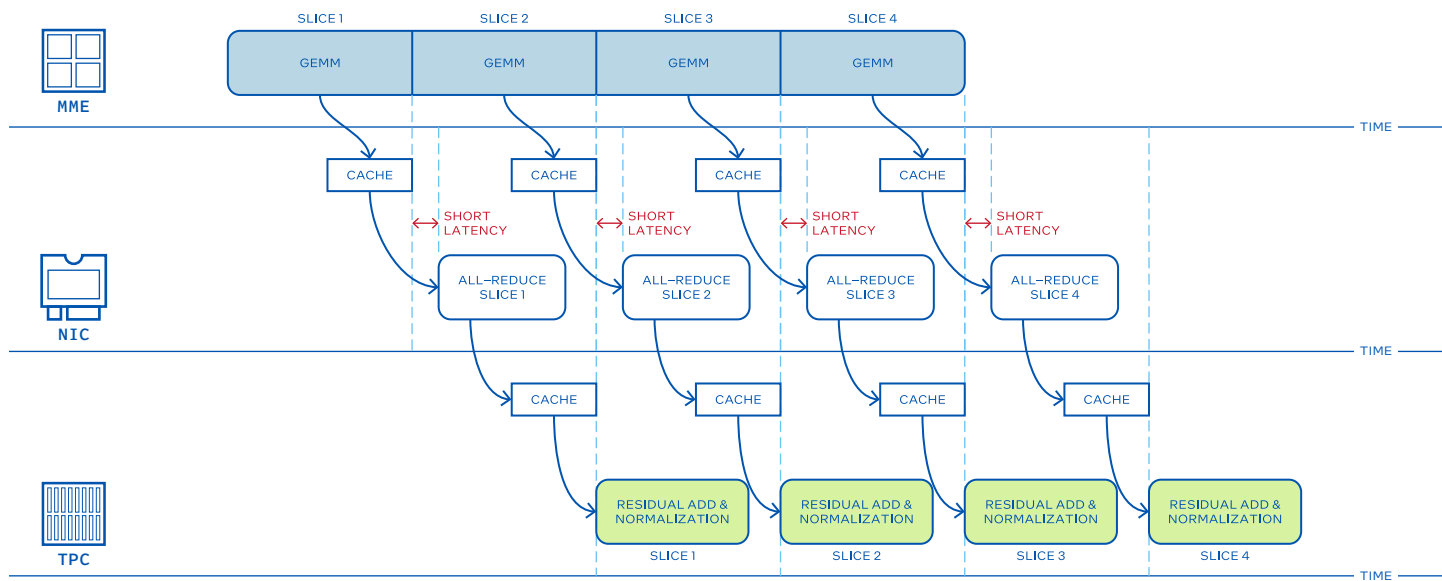 SLICE 1
SLICE 2
SLICE 3
SLICE 4
GEMM
GEMM
GEMM
GEMM
MME
TIME
CACHE
CACHE
CACHE
CACHE
SHORT
LATENCY
SHORT
LATENCY
SHORT
LATENCY
SHORT
LATENCY
ALL–REDUCE
SLICE 1
ALL–REDUCE
SLICE 2
ALL–REDUCE
SLICE 3
ALL–REDUCE
SLICE 4
NIC
TIME
CACHE
CACHE
CACHE
CACHE
RESIDUAL ADD &
NORMALIZATION
RESIDUAL ADD &
NORMALIZATION
RESIDUAL ADD &
NORMALIZATION
RESIDUAL ADD &
NORMALIZATION
TPC
SLICE 1
SLICE 2
SLICE 3
SLICE 4
TIME